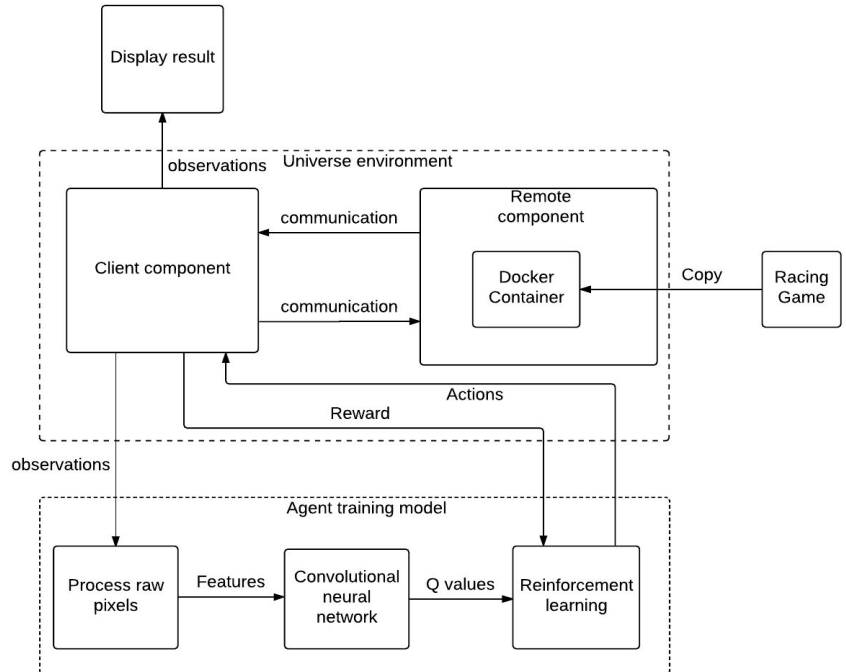 Display result
observations
Universe environment
Client component
communication
communication
Remote
component
Docker
Container
Copy
Racing
Game
Actions
Reward
observations
Agent training model
Process raw
pixels
Features
Convolutional
neural
network
Q values
Reinforcement
learning